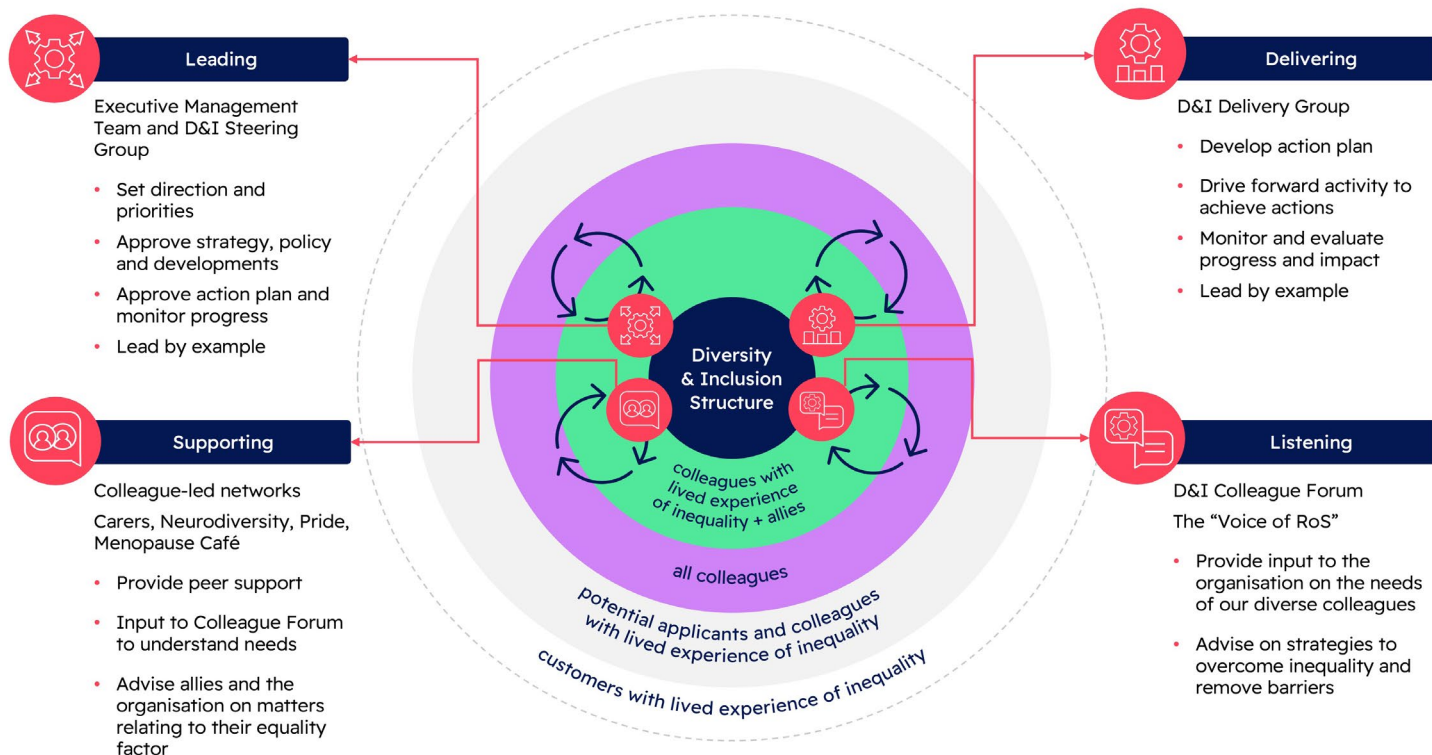 Leading
Executive Management
Team and D&I Steering
Group
• Set direction and
priorities
• Approve strategy, policy
and developments
• Approve action plan and
monitor progress
• Lead by example
Supporting
Colleague-led networks
Carers, Neurodiversity, Pride,
Menopause Café
• Provide peer support
• Input to Colleague Forum
to understand needs
• Advise allies and the
organisation on matters
relating to their equality
factor
Diversity
& Inclusion
Structure
colleagues with
lived experience
of inequality + allies
all colleagues
potential applicants and colleagues
with lived experience of inequality
customers with lived experience of inequality
Delivering
D&I Delivery Group
• Develop action plan
• Drive forward activity to
achieve actions
• Monitor and evaluate
progress and impact
• Lead by example
Listening
D&I Colleague Forum
The “Voice of RoS”
• Provide input to the
organisation on the needs
of our diverse colleagues
• Advise on strategies to
overcome inequality and
remove barriers